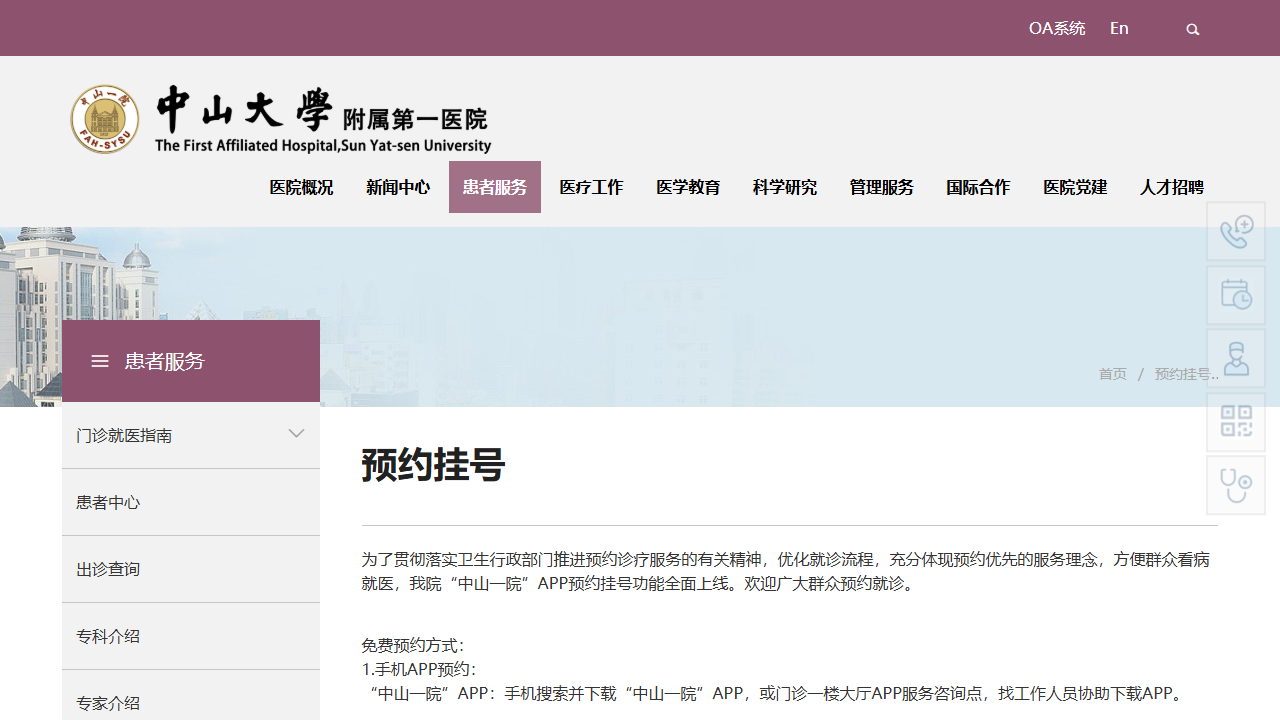 OA系统 En
中山一院
FAH-SYSU
中山大學 附属第一医院
The First Affiliated Hospital,Sun Yat-sen University
医院概况 新闻中心 患者服务 医疗工作 医学教育 科学研究 管理服务 国际合作 医院党建 人才招聘
患者服务
首页 / 预约挂号..
门诊就医指南
患者中心
出诊查询
专科介绍
专家介绍
预约挂号
为了贯彻落实卫生行政部门推进预约诊疗服务的有关精神，优化就诊流程，充分体现预约优先的服务理念，方便群众看病
就医，我院“中山一院”APP预约挂号功能全面上线。欢迎广大群众预约就诊。
免费预约方式：
1.手机APP预约：
“中山一院”APP：手机搜索并下载“中山一院”APP，或门诊一楼大厅APP服务咨询点，找工作人员协助下载APP。